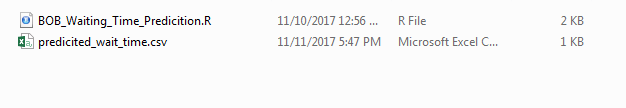 BOB_Waiting_Time_Predicition.R 11/10/2017 12:56 ... R File 2 KB
predicited_wait_time.csv 11/11/2017 5:47 PM Microsoft Excel C... 1 KB